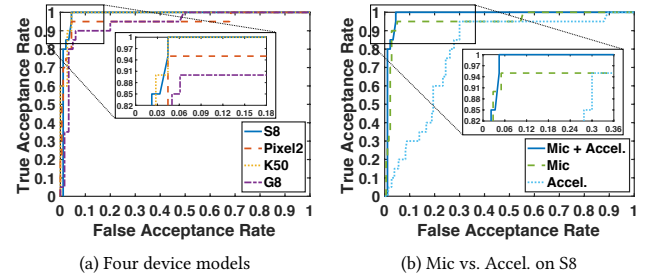 True Acceptance Rate
1
0.9
0.8
0.7
0.6
0.5
0.4
0.3
0.2
0.1
0
1.00
0.97
0.94
0.91
0.88
0.85
0.82
0.03 0.06 0.09 0.12 0.15 0.18
S8
Pixel2
K50
G8
0 0.1 0.2 0.3 0.4 0.5 0.6 0.7 0.8 0.9 1
False Acceptance Rate
(a) Four device models
True Acceptance Rate
1
0.9
0.8
0.7
0.6
0.5
0.4
0.3
0.2
0.1
0
1.00
0.97
0.94
0.91
0.88
0.85
0.82
0.06 0.12 0.18 0.24 0.30 0.36
Mic + Accel.
Mic
Accel.
0 0.1 0.2 0.3 0.4 0.5 0.6 0.7 0.8 0.9 1
False Acceptance Rate
(b) Mic vs. Accel. on S8